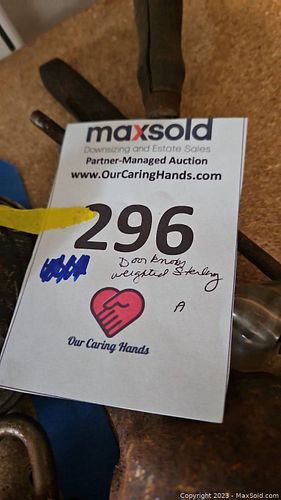 maxsold
Downsizing and Estate Sales
Partner-Managed Auction
www.OurCaringHands.com
296
Door knobs
weighted Sterling
A
Our Caring Hands
Copyright © 2023 - MaxSold.com